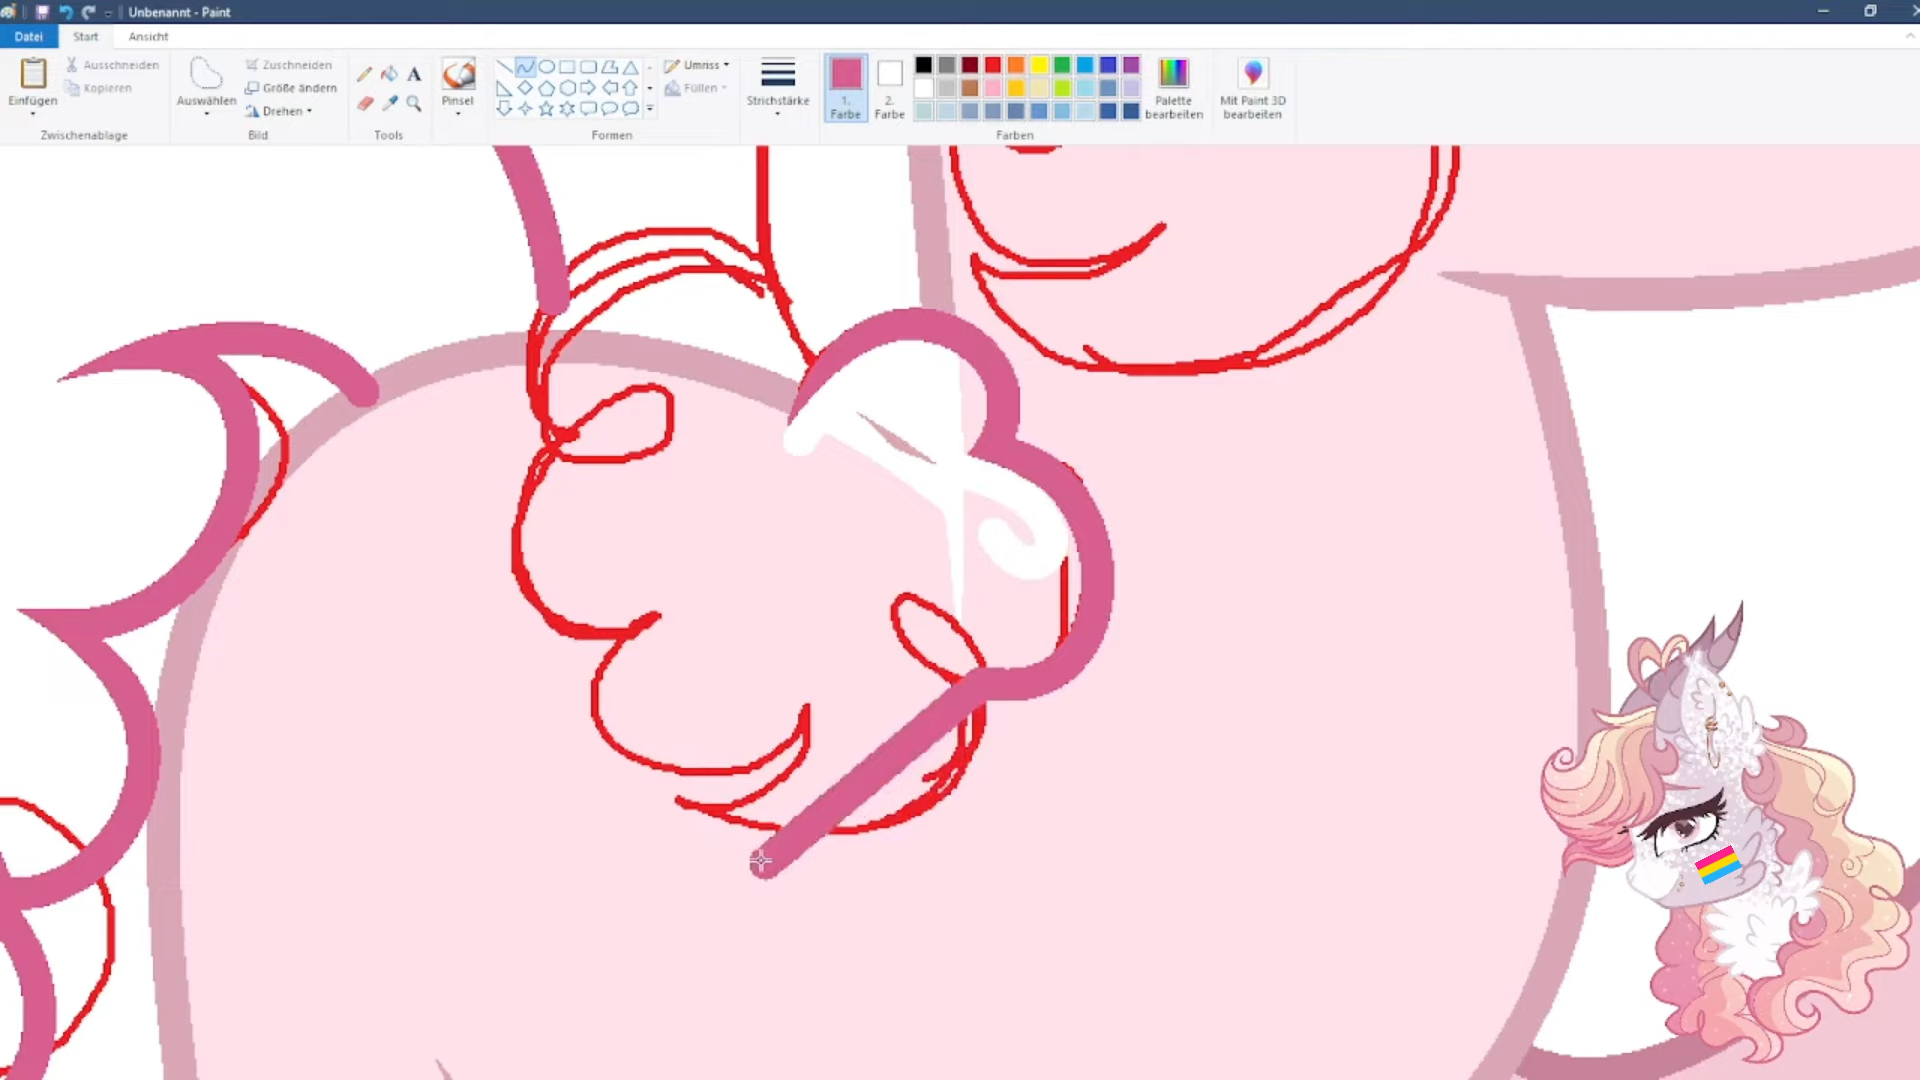 Unbenannt - Paint
Datei Start Ansicht
Einfügen
Ausschneiden
Kopieren
Zwischenablage
Auswählen
Zuschneiden
Größe ändern
Drehen
Bild
A
Tools
Pinsel
Formen
Umriss
Füllen
Strichstärke
1.
Farbe
2.
Farbe
Farben
Palette
bearbeiten
Mit Paint 3D
bearbeiten